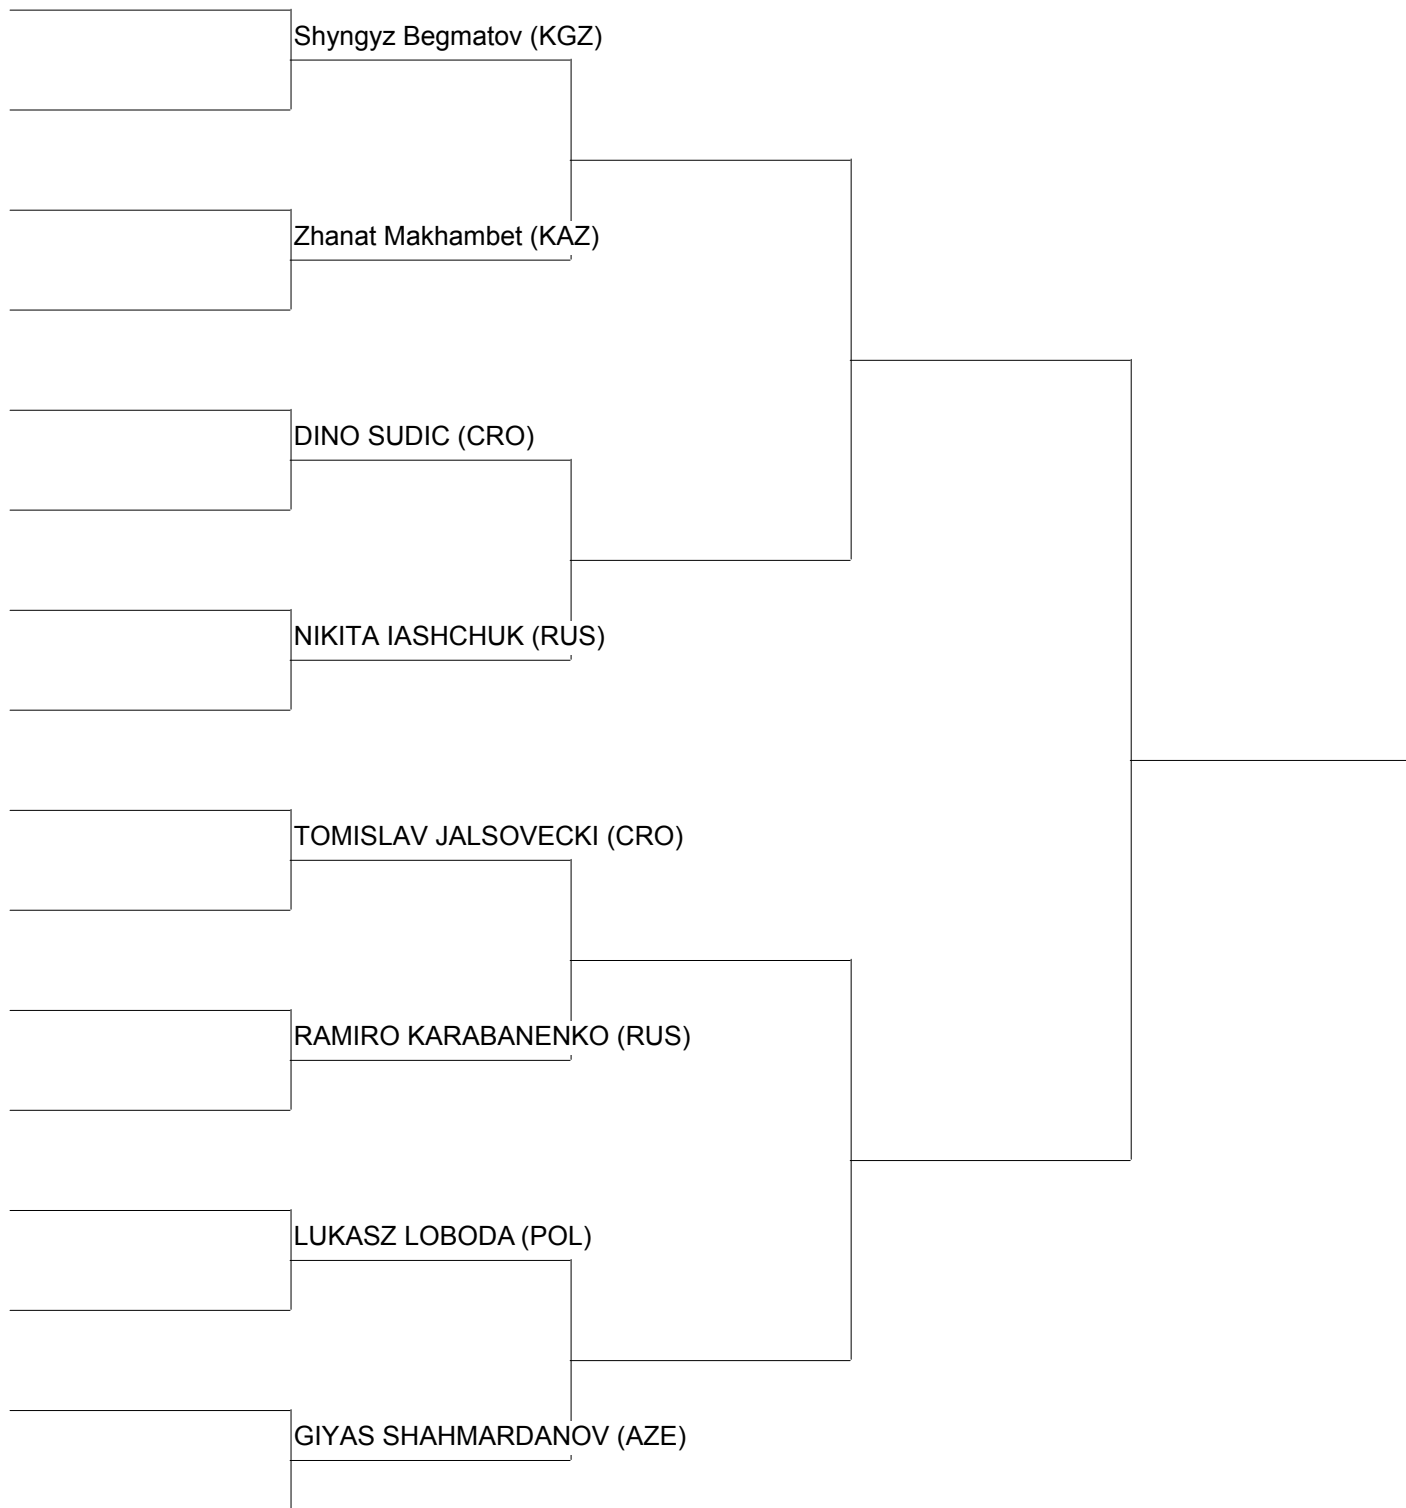 Shyngyz Begmatov (KGZ)
Zhanat Makhambet (KAZ)
DINO SUDIC (CRO)
NIKITA IASHCHUK (RUS)
TOMISLAV JALSOVECKI (CRO)
RAMIRO KARABANENKO (RUS)
LUKASZ LOBODA (POL)
GIYAS SHAHMARDANOV (AZE)